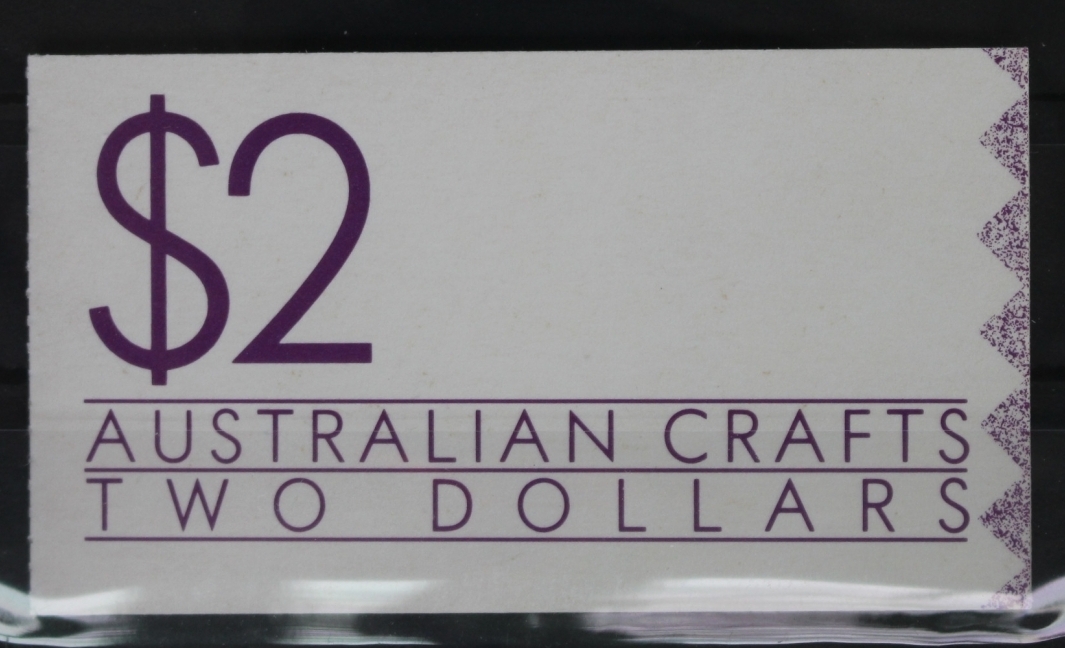 $2
AUSTRALIAN CRAFTS
TWO DOLLARS